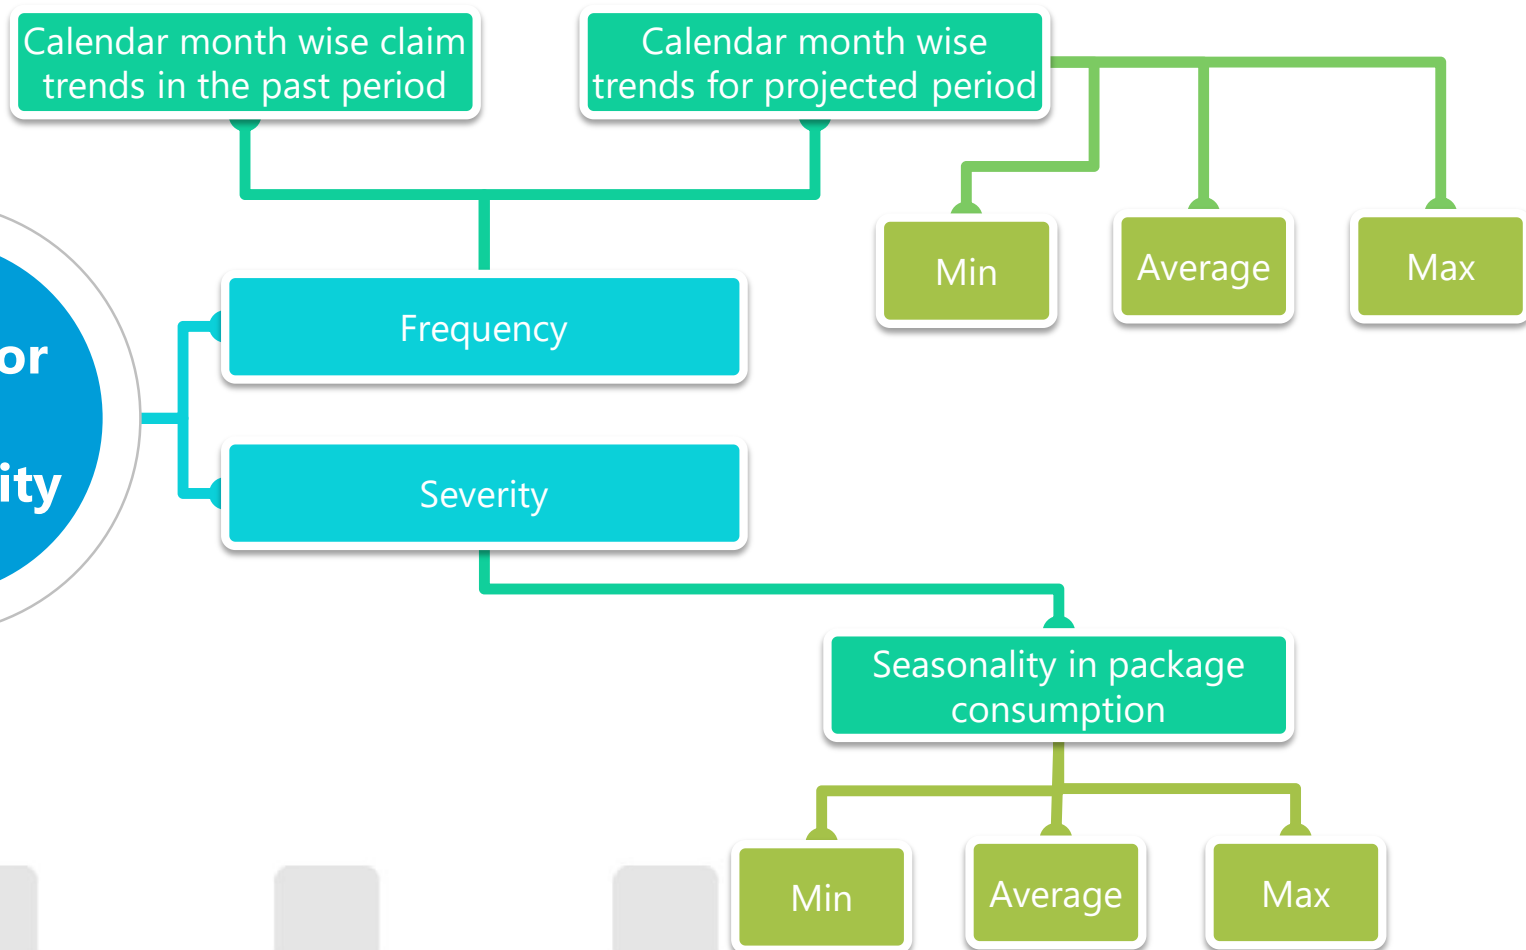 Calendar month wise claim
trends in the past period
Calendar month wise
trends for projected period
Min
Average
Max
Frequency
or
ity
Severity
Seasonality in package
consumption
Min
Average
Max